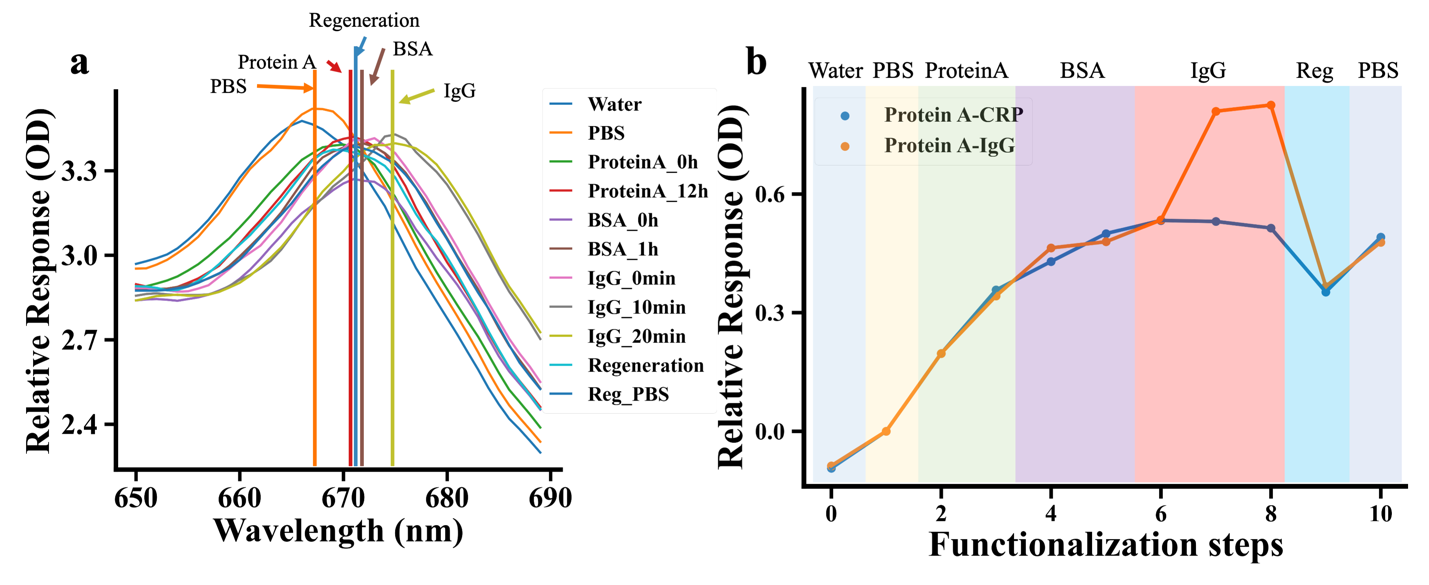 a
Regeneration
Protein A
BSA
PBS
IgG
Relative Response (OD)
3.3
3.0
2.7
2.4
650
660
670
680
690
Wavelength (nm)
Water
PBS
ProteinA_0h
ProteinA_12h
BSA_0h
BSA_1h
IgG_0min
IgG_10min
IgG_20min
Regeneration
Reg_PBS
b
Water PBS ProteinA BSA IgG Reg PBS
Protein A-CRP
Protein A-IgG
Relative Response (OD)
0.6
0.3
0.0
0
2
4
6
8
10
Functionalization steps